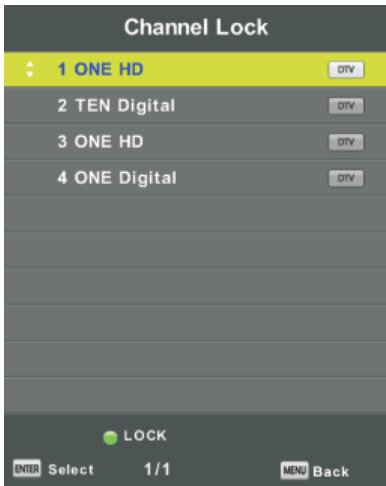 Channel Lock
1 ONE HD DTV
2 TEN Digital DTV
3 ONE HD DTV
4 ONE Digital DTV
LOCK
ENTER Select 1/1 MENU Back